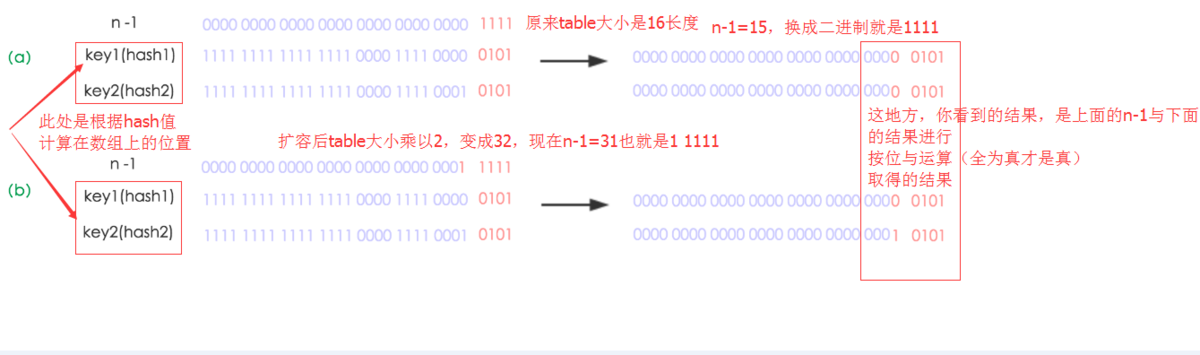 n -1 0000 0000 0000 0000 0000 0000 0000 1111 原来table大小是16长度 n-1=15，换成二进制就是1111
(a) key1(hash1) 1111 1111 1111 1111 0000 1111 0000 0101 0000 0000 0000 0000 0000 0000 0000 0101
key2(hash2) 1111 1111 1111 1111 0000 1111 0001 0101 0000 0000 0000 0000 0000 0000 0000 0101
此处是根据hash值
计算在数组上的位置
这地方，你看到的结果，是上面的n-1与下面
的结果进行
按位与运算（全为真才是真）
取得的结果
扩容后table大小乘以2，变成32，现在n-1=31也就是1 1111
n -1 0000 0000 0000 0000 0000 0000 0001 1111
(b) key1(hash1) 1111 1111 1111 1111 0000 1111 0000 0101 0000 0000 0000 0000 0000 0000 0000 0101
key2(hash2) 1111 1111 1111 1111 0000 1111 0001 0101 0000 0000 0000 0000 0000 0000 0001 0101